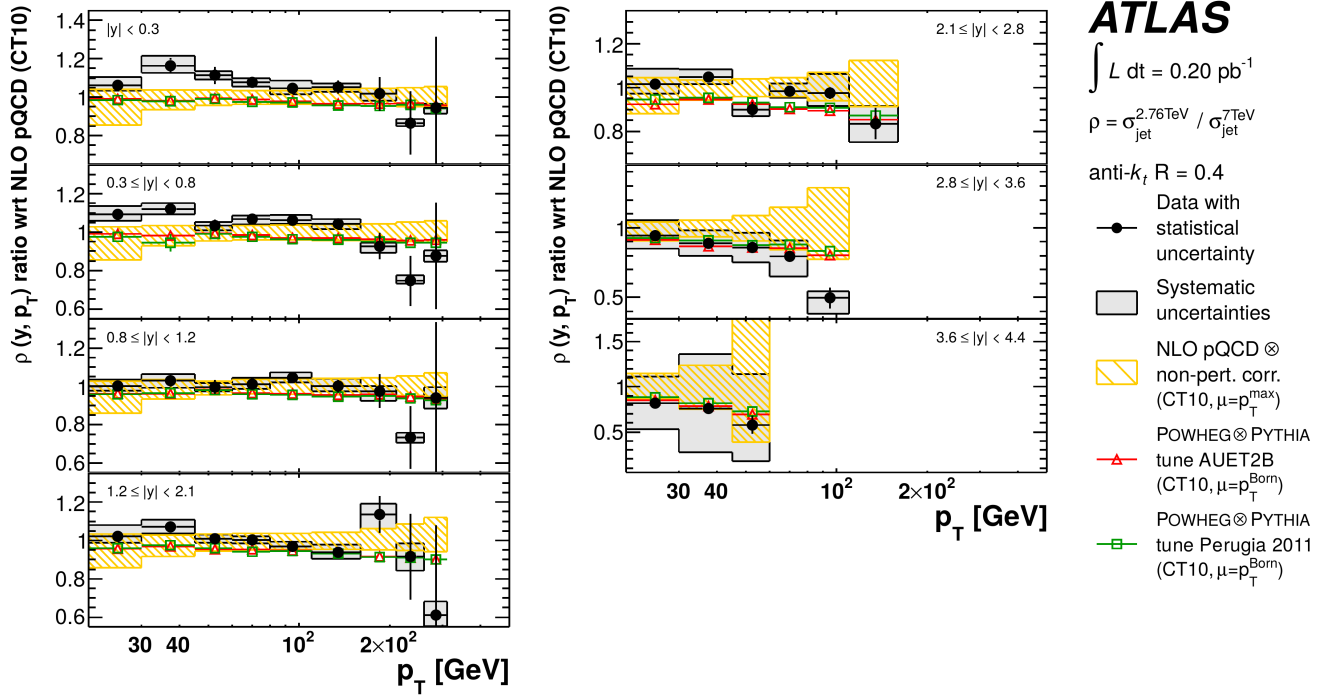 ρ (y, p_T) ratio wrt NLO pQCD (CT10)
|y| < 0.3
1.4
1.2
1
0.8
0.3 ≤ |y| < 0.8
1.2
1
0.8
0.6
0.8 ≤ |y| < 1.2
1.2
1
0.8
0.6
1.2 ≤ |y| < 2.1
1.2
1
0.8
0.6
30 40 10² 2×10²
p_T [GeV]
ρ (y, p_T) ratio wrt NLO pQCD (CT10)
2.1 ≤ |y| < 2.8
1.2
1
0.8
2.8 ≤ |y| < 3.6
1
0.5
3.6 ≤ |y| < 4.4
1.5
1
0.5
30 40 10² 2×10²
p_T [GeV]
ATLAS
∫ L dt = 0.20 pb⁻¹
ρ = σ_jet^2.76TeV / σ_jet^7TeV
anti-k_t R = 0.4
Data with
statistical
uncertainty
Systematic
uncertainties
NLO pQCD ⊗
non-pert. corr.
(CT10, μ=p_T^max)
POWHEG⊗PYTHIA
tune AUET2B
(CT10, μ=p_T^Born)
POWHEG⊗PYTHIA
tune Perugia 2011
(CT10, μ=p_T^Born)